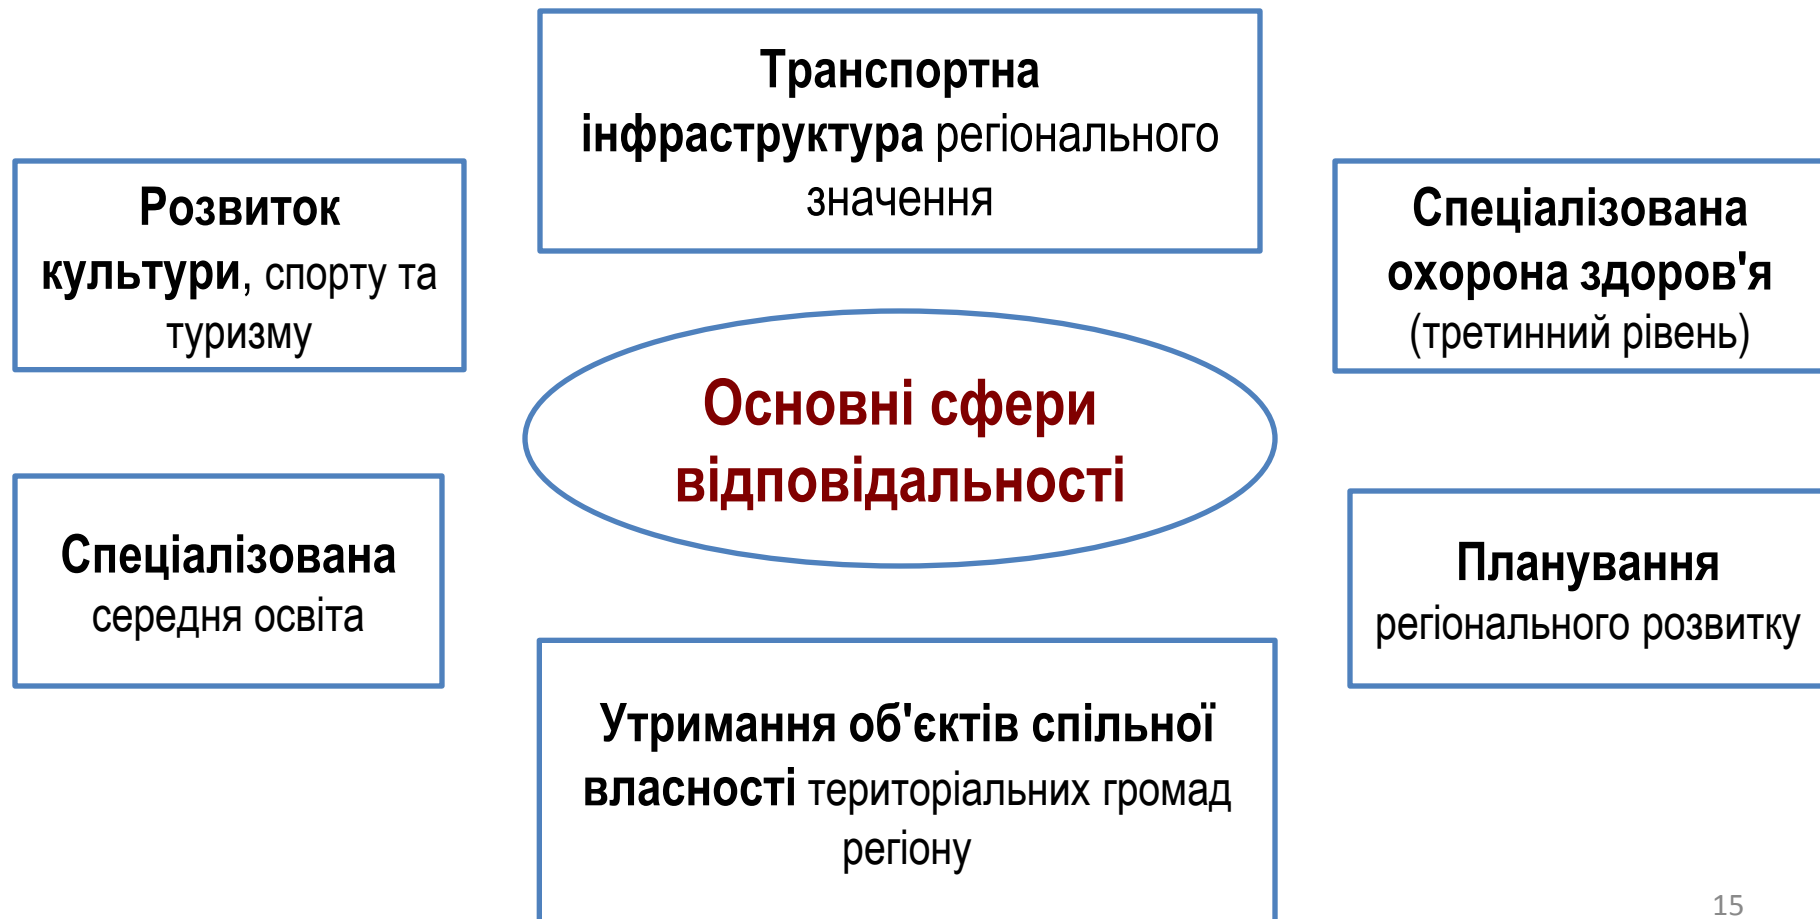 Транспортна
інфраструктура регіонального
значення
Розвиток
культури, спорту та
туризму
Спеціалізована
охорона здоров'я
(третинний рівень)
Основні сфери
відповідальності
Спеціалізована
середня освіта
Планування
регіонального розвитку
Утримання об'єктів спільної
власності територіальних громад
регіону
15